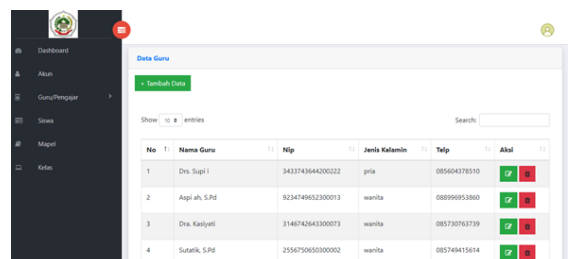 Dashboard
Akun
Guru/Pengajar
Siswa
Mapel
Kelas
Data Guru
+ Tambah Data
Show 10 entries
Search:
No Nama Guru Nip Jenis Kelamin Telp Aksi
1 Drs. Supi i 3433743644200222 pria 085604378510
2 Aspi ah, S.Pd 9234749652300013 wanita 088996953860
3 Dra. Kasiyati 3146742643300073 wanita 085730763739
4 Sutatik, S.Pd 2556750650300002 wanita 085749415614